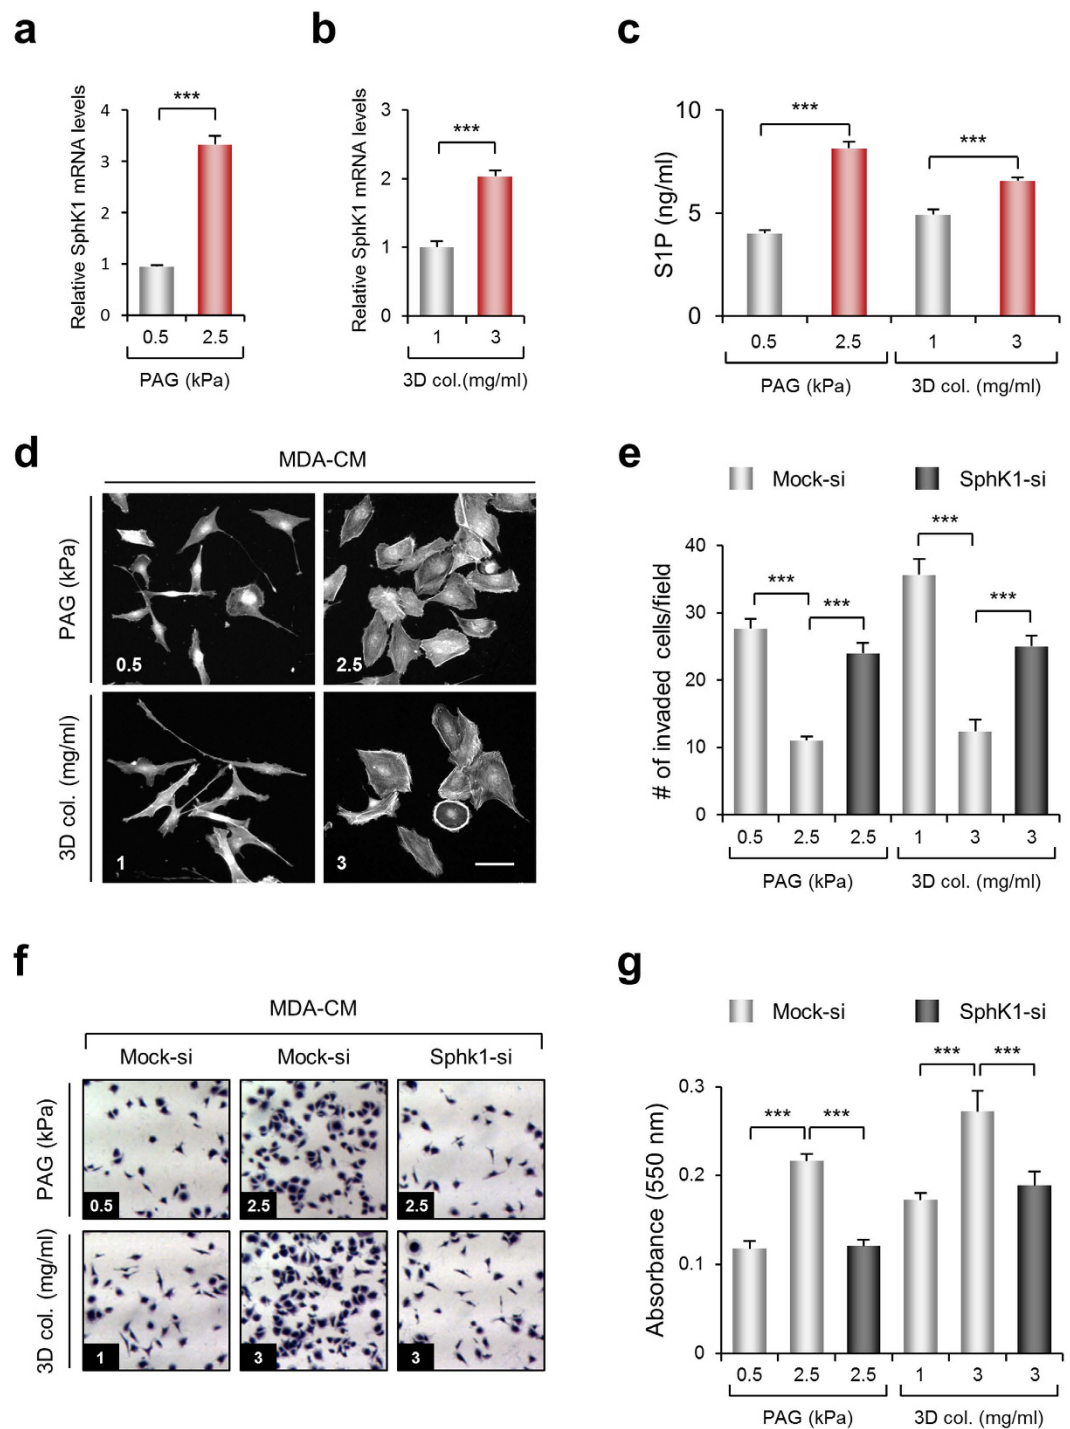 a
b
c
Relative SphK1 mRNA levels
4
3
2
1
0
***
0.5
2.5
PAG (kPa)
Relative SphK1 mRNA levels
3
2
1
0
***
1
3
3D col.(mg/ml)
S1P (ng/ml)
10
5
0
***
***
0.5
2.5
1
3
PAG (kPa)
3D col. (mg/ml)
d
MDA-CM
PAG (kPa)
0.5
2.5
3D col. (mg/ml)
1
3
e
Mock-si
SphK1-si
# of invaded cells/field
40
30
20
10
0
***
***
***
***
0.5
2.5
2.5
1
3
3
PAG (kPa)
3D col. (mg/ml)
f
MDA-CM
Mock-si
Mock-si
Sphk1-si
PAG (kPa)
0.5
2.5
2.5
3D col. (mg/ml)
1
3
3
g
Mock-si
SphK1-si
Absorbance (550 nm)
0.3
0.2
0.1
0
***
***
***
***
0.5
2.5
2.5
1
3
3
PAG (kPa)
3D col. (mg/ml)